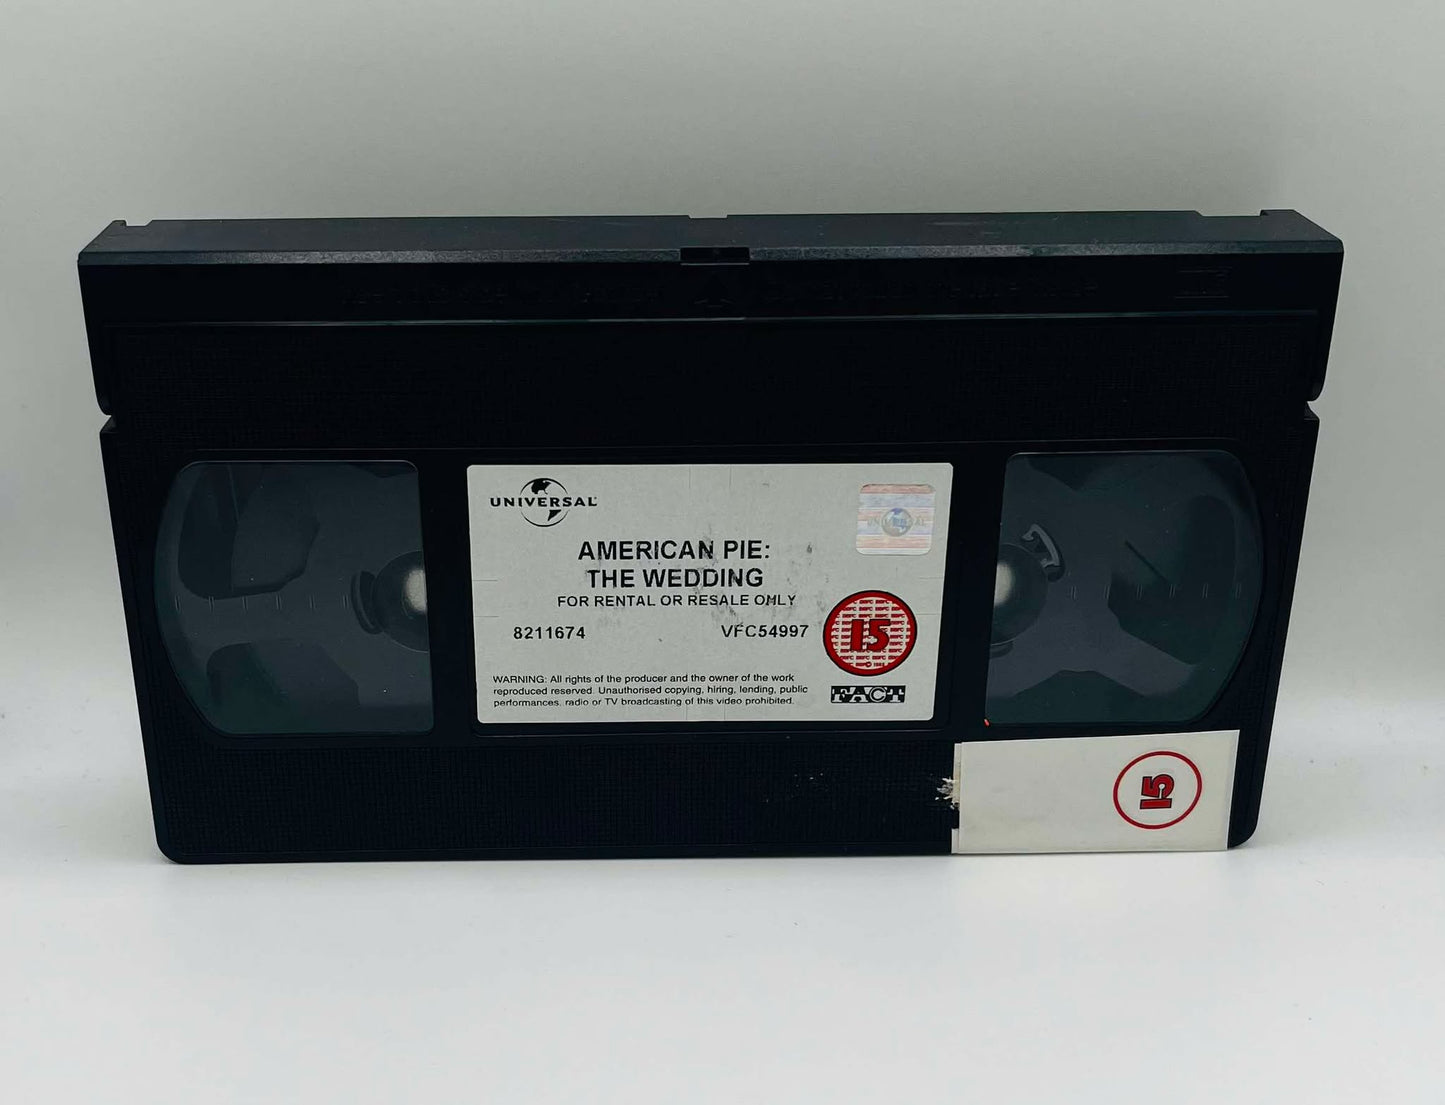 UNIVERSAL
UNIVERSAL
AMERICAN PIE:
THE WEDDING
FOR RENTAL OR RESALE ONLY
8211674
VFC54997
15
WARNING: All rights of the producer and the owner of the work
reproduced reserved. Unauthorised copying, hiring, lending, public
performances, radio or TV broadcasting of this video prohibited.
FACT
15